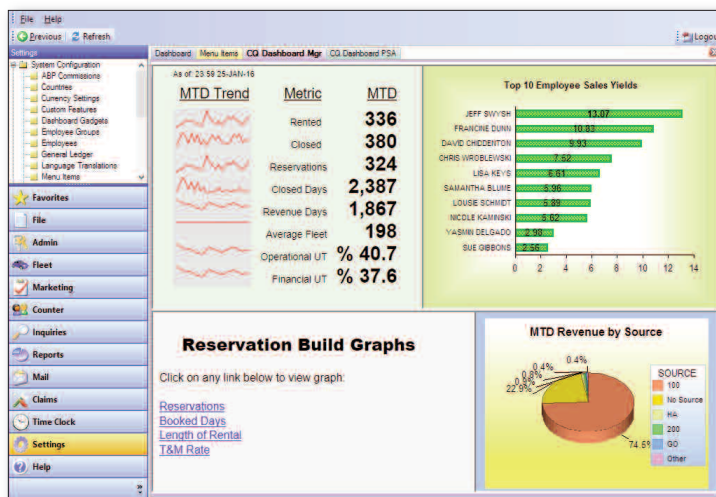 File Help
Previous Refresh Logou
Settings
System Configuration
ABP Commissions
Countries
Currency Settings
Custom Features
Dashboard Gadgets
Employee Groups
Employees
General Ledger
Language Translations
Menu Items
Favorites
File
Admin
Fleet
Marketing
Counter
Inquiries
Reports
Mail
Claims
Time Clock
Settings
Help
Dashboard Menu Items CQ Dashboard Mgr CQ Dashboard PSA
As of: 23:59 25-JAN-16
MTD Trend Metric MTD
Rented 336
Closed 380
Reservations 324
Closed Days 2,387
Revenue Days 1,867
Average Fleet 198
Operational UT % 40.7
Financial UT % 37.6
Top 10 Employee Sales Yields
JEFF SWYSH 13.07
FRANCINE DUNN 10.83
DAVID CHIDDENTON 9.93
CHRIS WROBLEWSKI 7.52
LISA KEYS 6.61
SAMANTHA BLUME 5.96
LOUSIE SCHMIDT 5.89
NICOLE KAMINSKI 5.62
YASMIN DELGADO 2.98
SUE GIBBONS 2.56
0 2 4 6 8 10 12 14
Reservation Build Graphs
Click on any link below to view graph:
Reservations
Booked Days
Length of Rental
T&M Rate
MTD Revenue by Source
0.4%
0.4%
0.8%
0.9%
22.9%
74.6%
SOURCE
100
No Source
HA
200
GO
Other